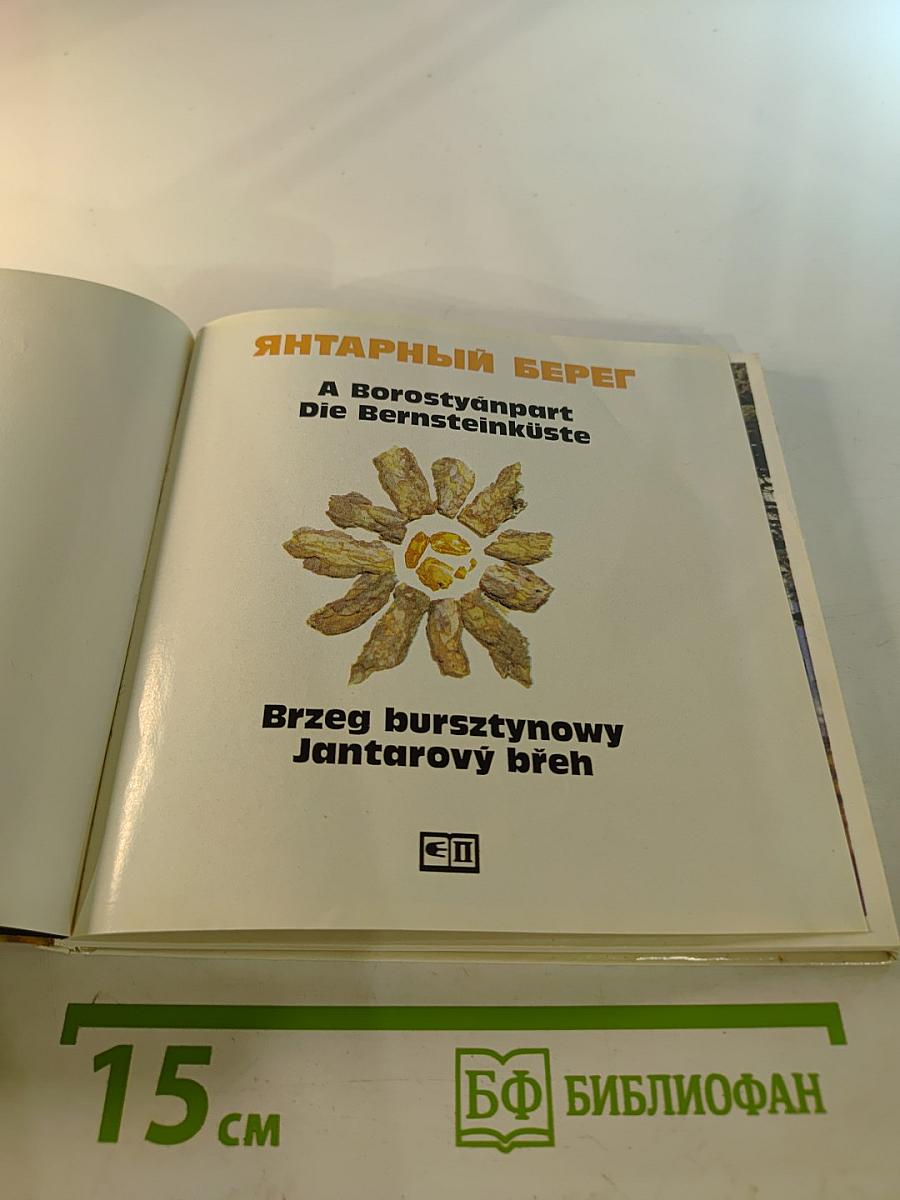 ЯНТАРНЫЙ БЕРЕГ
A Borostyánpart
Die Bernsteinküste
Brzeg bursztynowy
Jantarový břeh
П
15 см
БФ БИБЛИОФАН